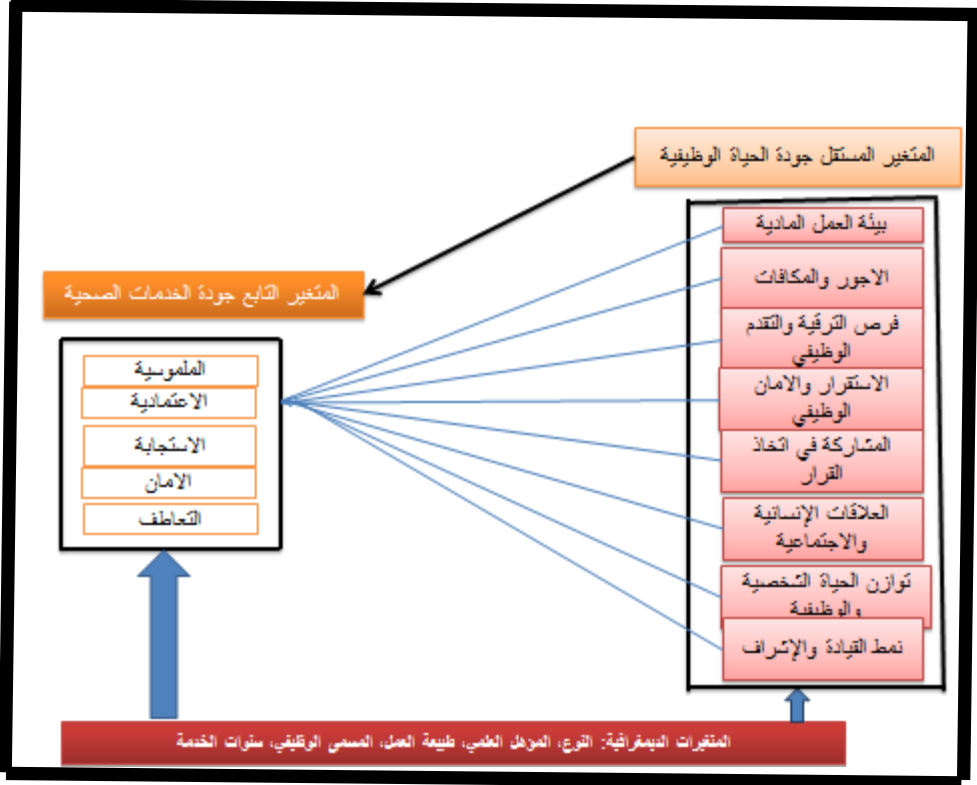 المتغير المستقل جودة الحياة الوظيفية
بيئة العمل المادية
الاجور والمكافات
فرص الترقية والتقدم
الوظيفي
الاستقرار والامان
الوظيفي
المشاركة في اتخاذ
القرار
العلاقات الإنسانية
والاجتماعية
توازن الحياة الشخصية
والوظيفية
نمط القيادة والإشراف
المتغير التابع جودة الخدمات الصحية
الملموسية
الاعتمادية
الاستجابة
الامان
التعاطف
المتغيرات الديمغرافية: النوع، المؤهل العلمي، طبيعة العمل، المسمى الوظيفي، سنوات الخدمة